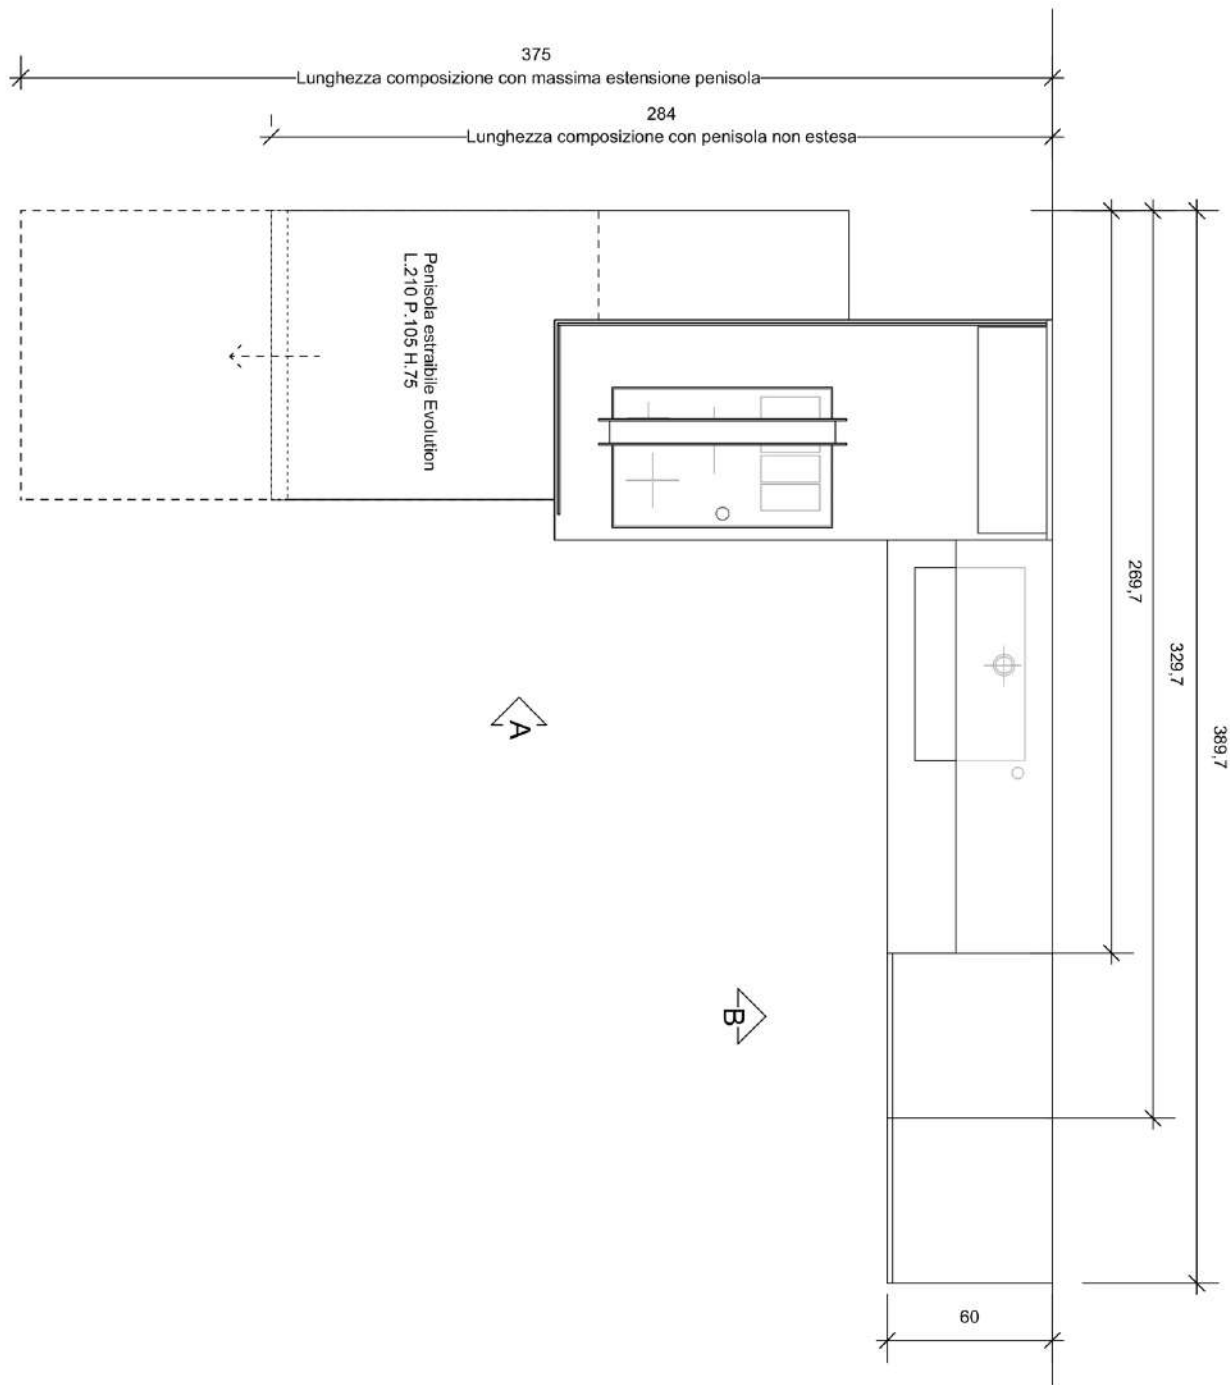 375
Lunghezza composizione con massima estensione penisola
284
Lunghezza composizione con penisola non estesa
Penisola estraibile Evolution
L.210 P.105 H.75
269,7
329,7
389,7
A
B
60